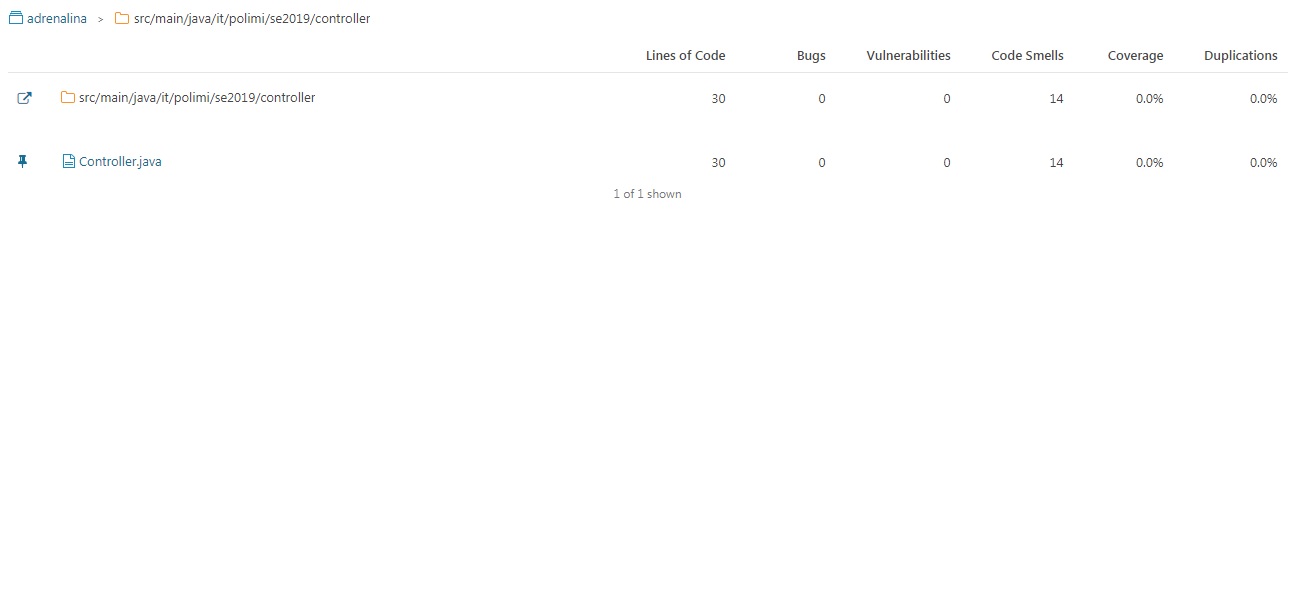 adrenalina > src/main/java/it/polimi/se2019/controller
Lines of Code Bugs Vulnerabilities Code Smells Coverage Duplications
src/main/java/it/polimi/se2019/controller 30 0 0 14 0.0% 0.0%
Controller.java 30 0 0 14 0.0% 0.0%
1 of 1 shown